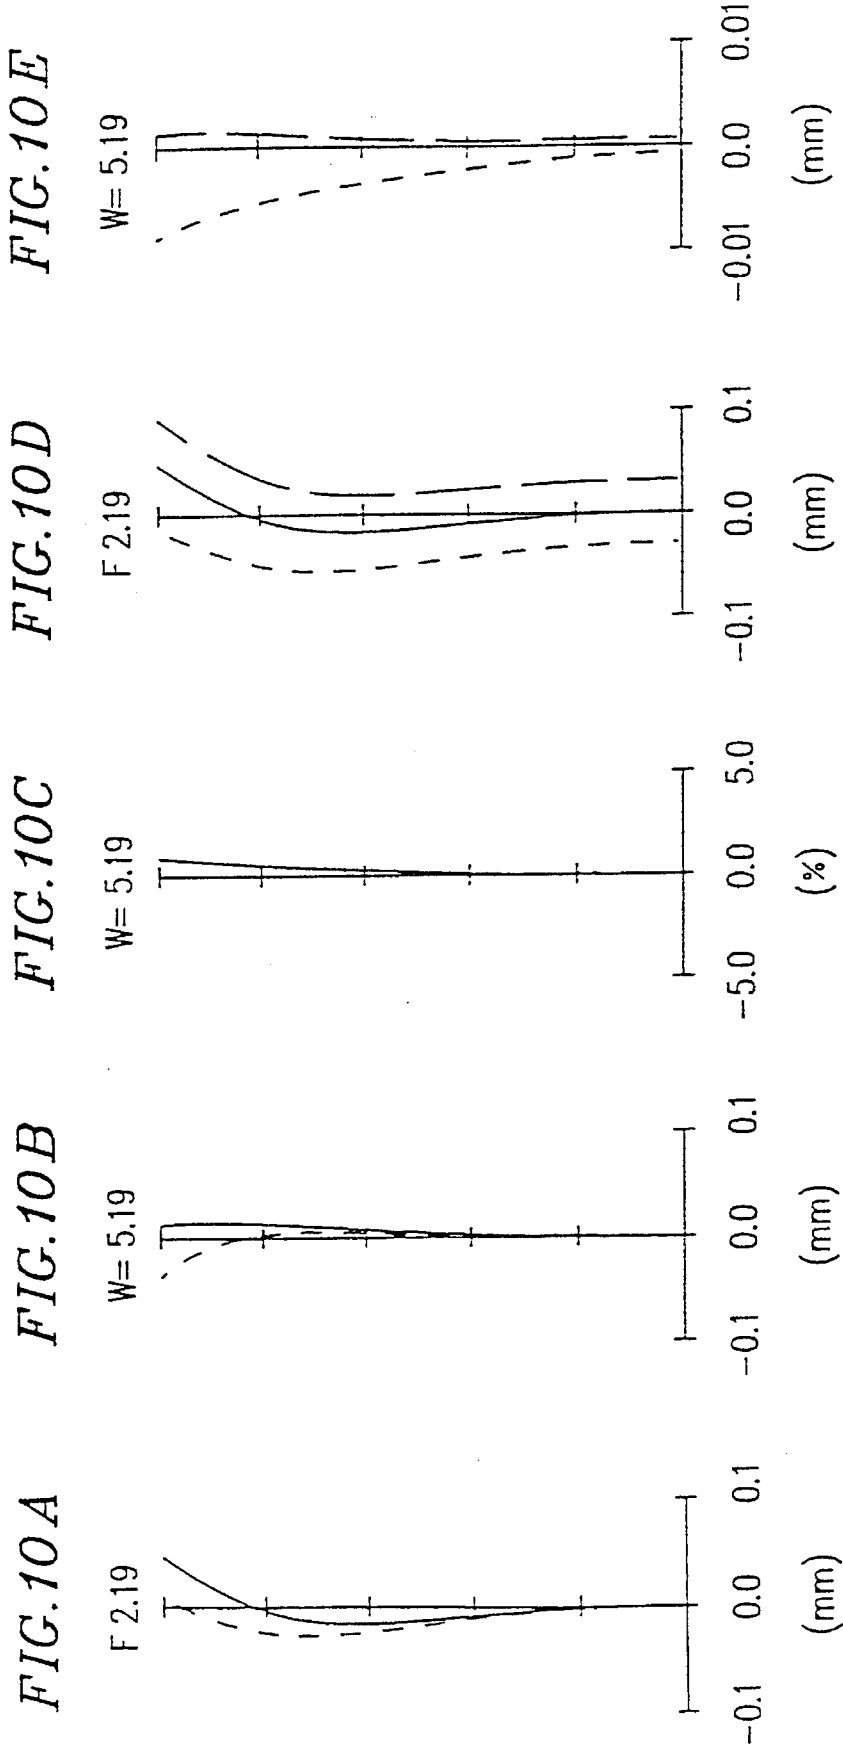 FIG.10A
F 2.19
-0.1 0.0 0.1
(mm)
FIG.10B
W= 5.19
-0.1 0.0 0.1
(mm)
FIG.10C
W= 5.19
-5.0 0.0 5.0
(%)
FIG.10D
F 2.19
-0.1 0.0 0.1
(mm)
FIG.10E
W= 5.19
-0.01 0.0 0.01
(mm)